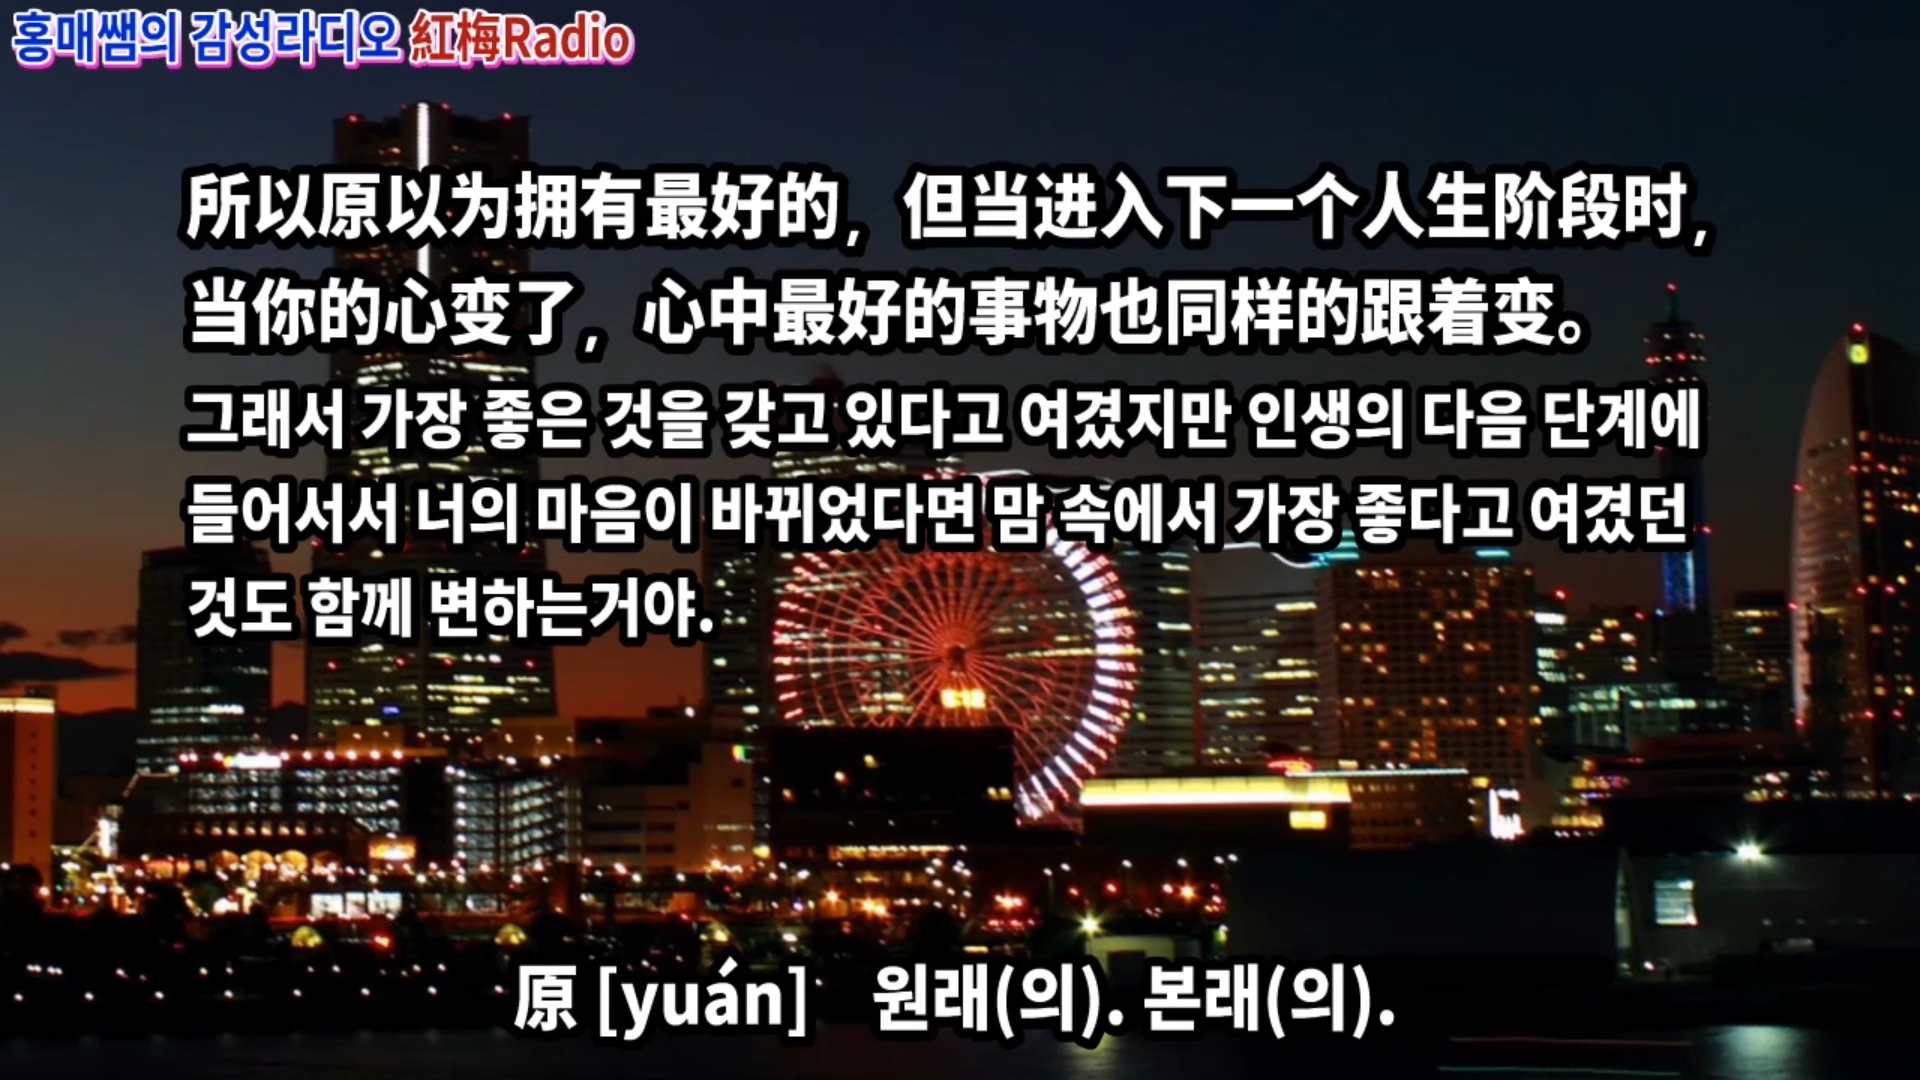 홍매쌤의 감성라디오 紅梅Radio
所以原以为拥有最好的，但当进入下一个人生阶段时，
当你的心变了，心中最好的事物也同样的跟着变。
그래서 가장 좋은 것을 갖고 있다고 여겼지만 인생의 다음 단계에
들어서서 너의 마음이 바뀌었다면 맘 속에서 가장 좋다고 여겼던
것도 함께 변하는거야.
原 [yuán] 원래(의). 본래(의).